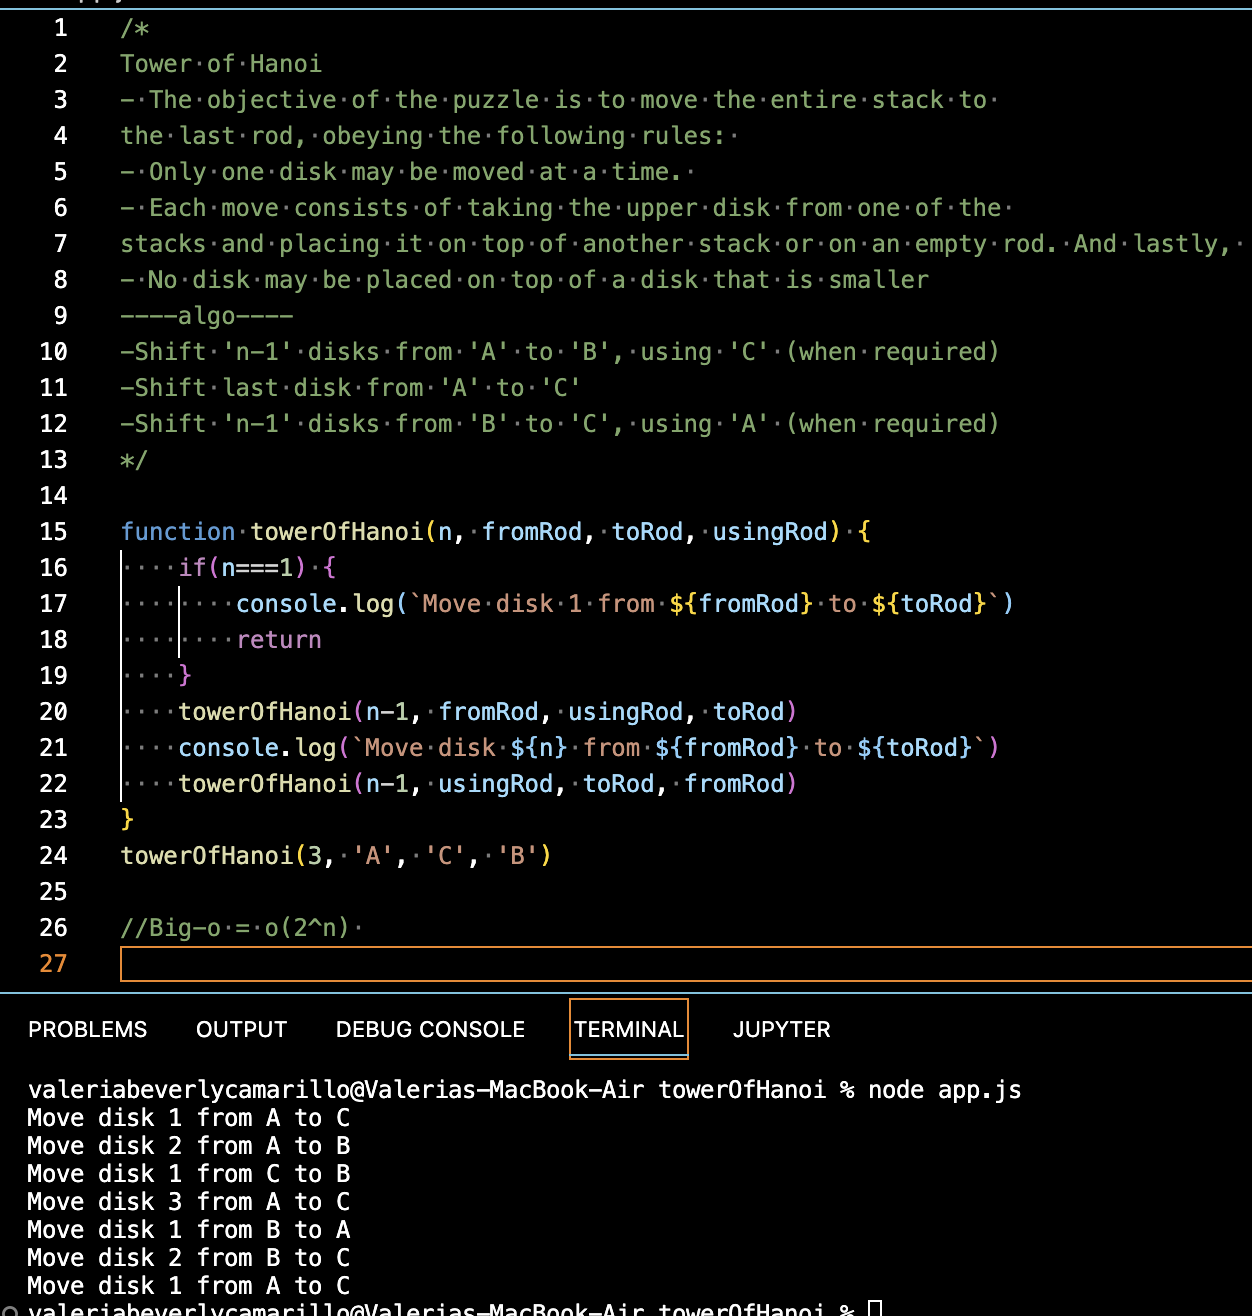 1 /*
2 Tower of Hanoi
3 - The objective of the puzzle is to move the entire stack to
4 the last rod, obeying the following rules:
5 - Only one disk may be moved at a time.
6 - Each move consists of taking the upper disk from one of the
7 stacks and placing it on top of another stack or on an empty rod. And lastly,
8 - No disk may be placed on top of a disk that is smaller
9 ----algo----
10 -Shift 'n-1' disks from 'A' to 'B', using 'C' (when required)
11 -Shift last disk from 'A' to 'C'
12 -Shift 'n-1' disks from 'B' to 'C', using 'A' (when required)
13 */
14
15 function towerOfHanoi(n, fromRod, toRod, usingRod) {
16     if(n===1) {
17         console.log(`Move disk 1 from ${fromRod} to ${toRod}`)
18         return
19     }
20     towerOfHanoi(n-1, fromRod, usingRod, toRod)
21     console.log(`Move disk ${n} from ${fromRod} to ${toRod}`)
22     towerOfHanoi(n-1, usingRod, toRod, fromRod)
23 }
24 towerOfHanoi(3, 'A', 'C', 'B')
25
26 //Big-o = o(2^n)
27
PROBLEMS OUTPUT DEBUG CONSOLE TERMINAL JUPYTER
valeriabeverlycamarillo@Valerias-MacBook-Air towerOfHanoi % node app.js
Move disk 1 from A to C
Move disk 2 from A to B
Move disk 1 from C to B
Move disk 3 from A to C
Move disk 1 from B to A
Move disk 2 from B to C
Move disk 1 from A to C
valeriabeverlycamarillo@Valerias-MacBook-Air towerOfHanoi %